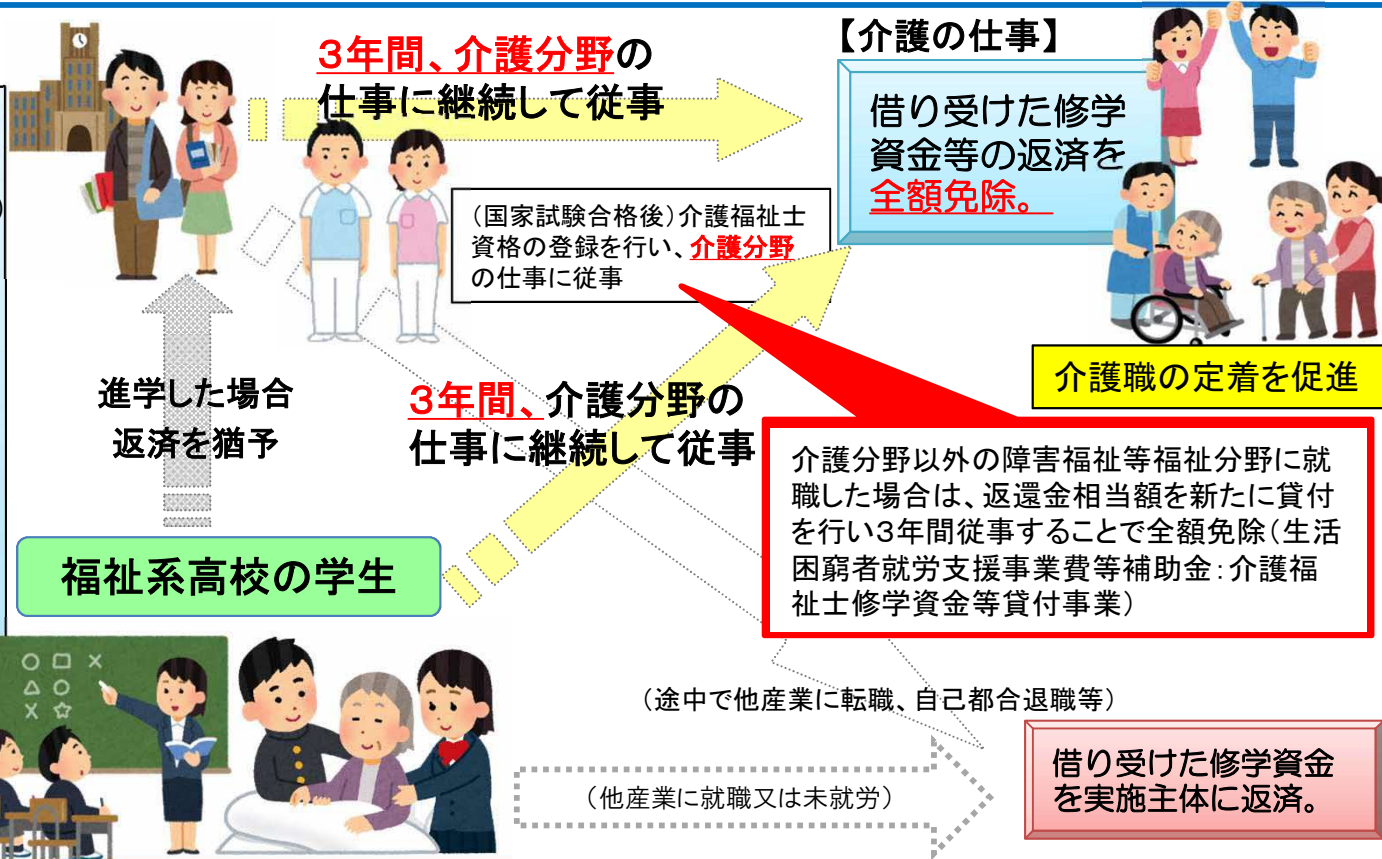 3年間、介護分野の
仕事に継続して従事
【介護の仕事】
借り受けた修学
資金等の返済を
全額免除。
（国家試験合格後）介護福祉士
資格の登録を行い、介護分野
の仕事に従事
介護職の定着を促進
進学した場合
返済を猶予
3年間、介護分野の
仕事に継続して従事
介護分野以外の障害福祉等福祉分野に就
職した場合は、返還金相当額を新たに貸付
を行い3年間従事することで全額免除（生活
困窮者就労支援事業費等補助金：介護福
祉士修学資金等貸付事業）
福祉系高校の学生
（途中で他産業に転職、自己都合退職等）
（他産業に就職又は未就労）
借り受けた修学資金
を実施主体に返済。